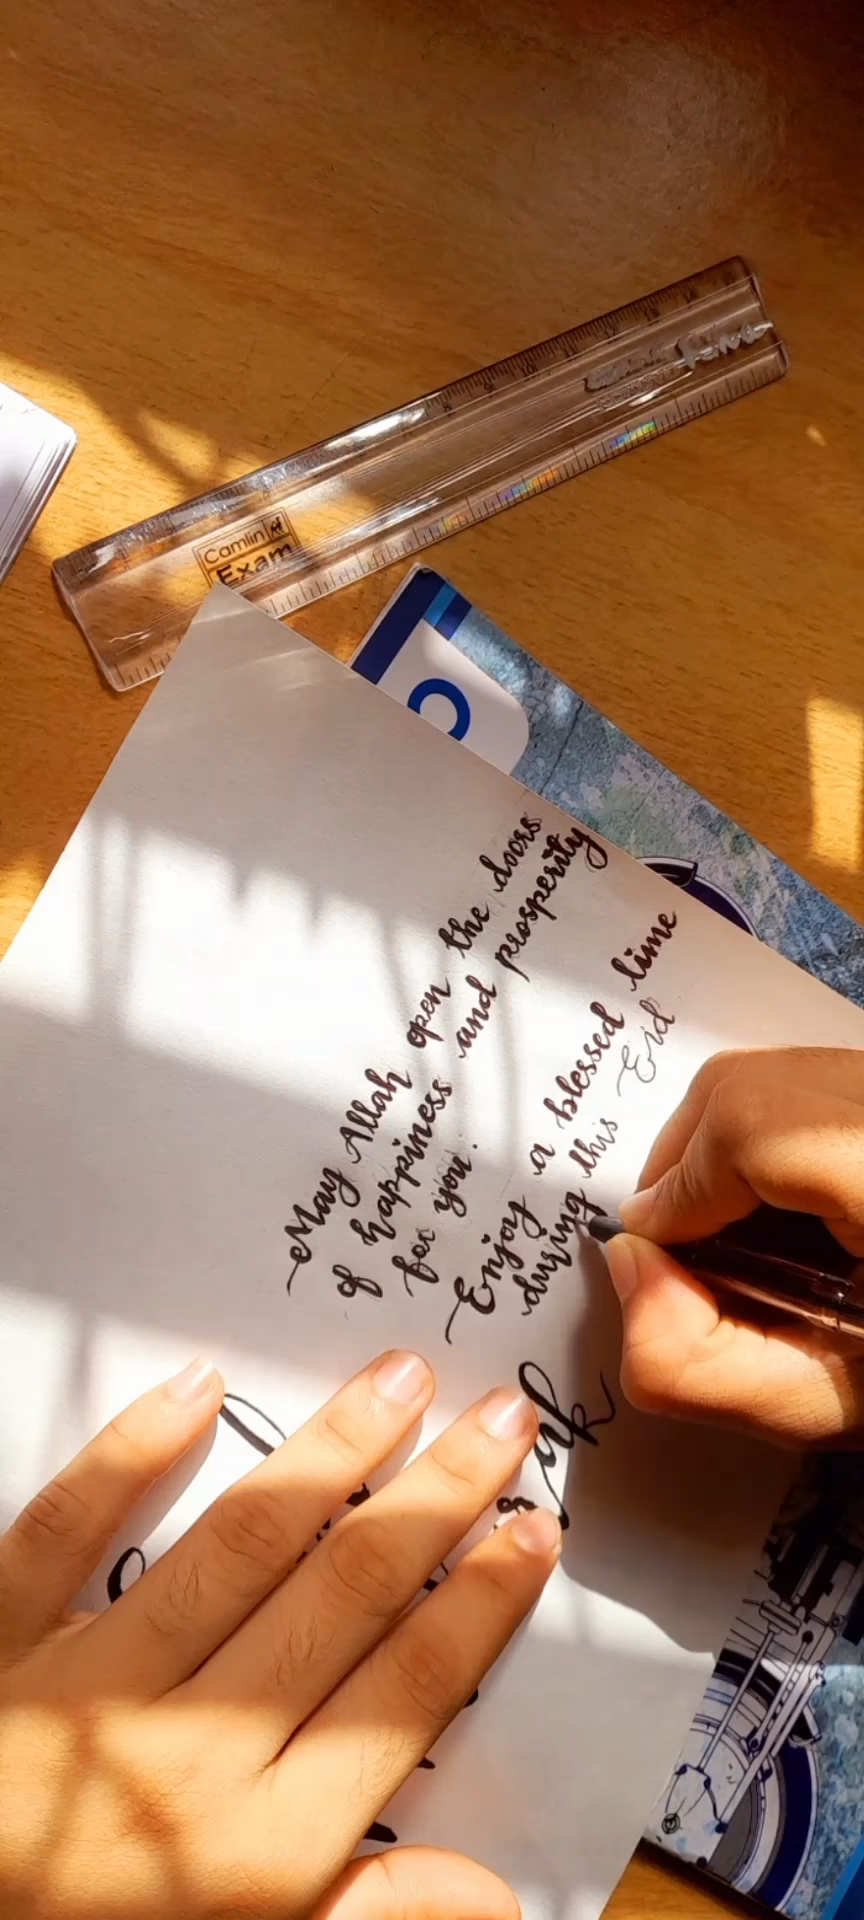 Camlin
Exam
C
May Allah open the doors
of happiness and prosperity
for you.
Enjoy a blessed time
during this Eid